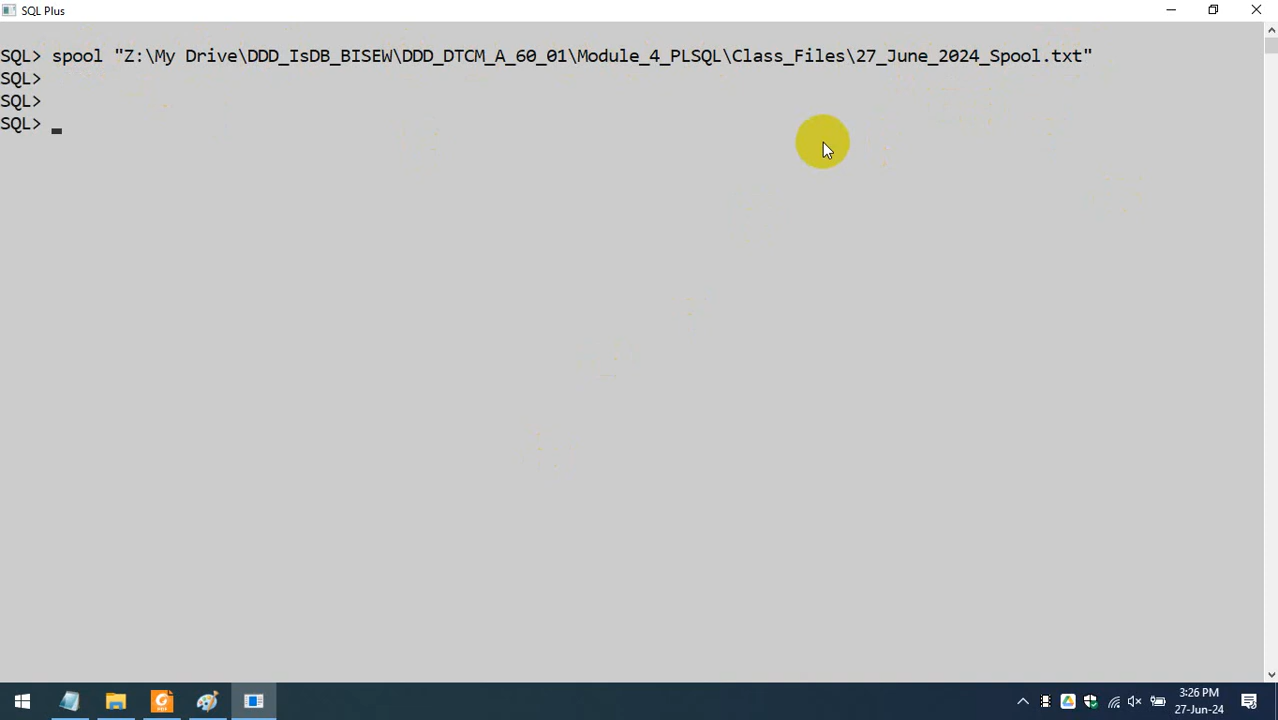 SQL Plus
SQL> spool "Z:\My Drive\DDD_IsDB_BISEW\DDD_DTCM_A_60_01\Module_4_PLSQL\Class_Files\27_June_2024_Spool.txt"
SQL>
SQL>
SQL>
PDF
3:26 PM
27-Jun-24